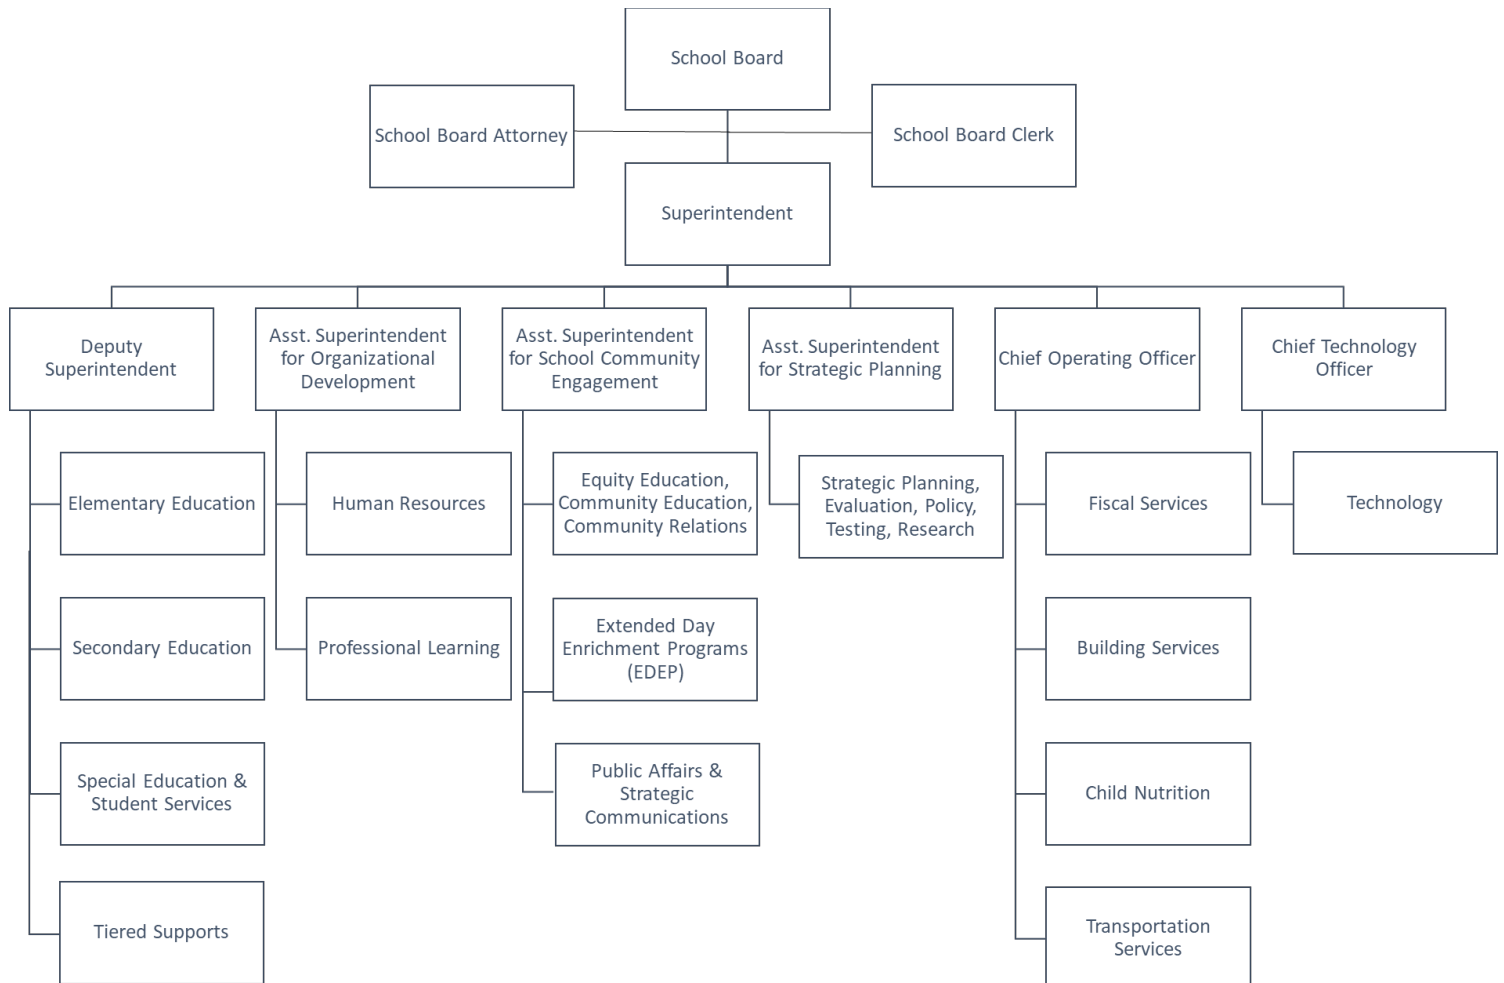 School Board
School Board Attorney
School Board Clerk
Superintendent
Deputy
Superintendent
Asst. Superintendent
for Organizational
Development
Asst. Superintendent
for School Community
Engagement
Asst. Superintendent
for Strategic Planning
Chief Operating Officer
Chief Technology
Officer
Elementary Education
Human Resources
Equity Education,
Community Education,
Community Relations
Strategic Planning,
Evaluation, Policy,
Testing, Research
Fiscal Services
Technology
Secondary Education
Professional Learning
Extended Day
Enrichment Programs
(EDEP)
Building Services
Special Education &
Student Services
Public Affairs &
Strategic
Communications
Child Nutrition
Tiered Supports
Transportation
Services